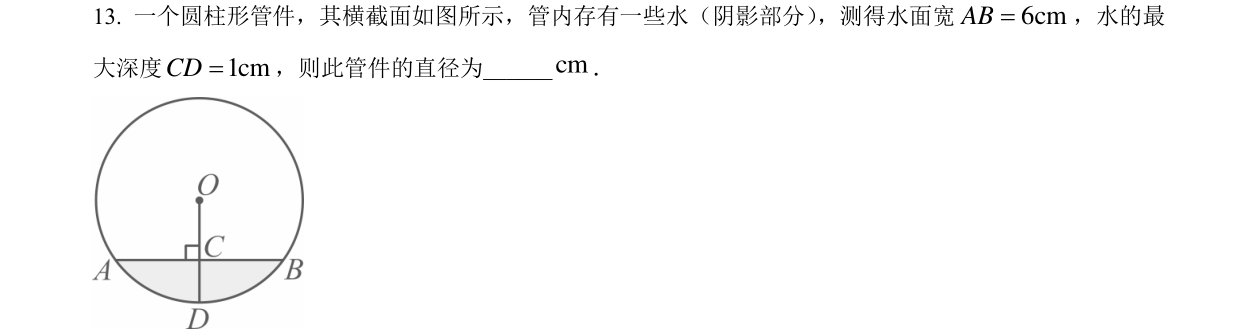 13. 一个圆柱形管件，其横截面如图所示，管内存有一些水（阴影部分），测得水面宽 AB = 6cm ，水的最
大深度 CD = 1cm ，则此管件的直径为______ cm .
O
C
A
B
D